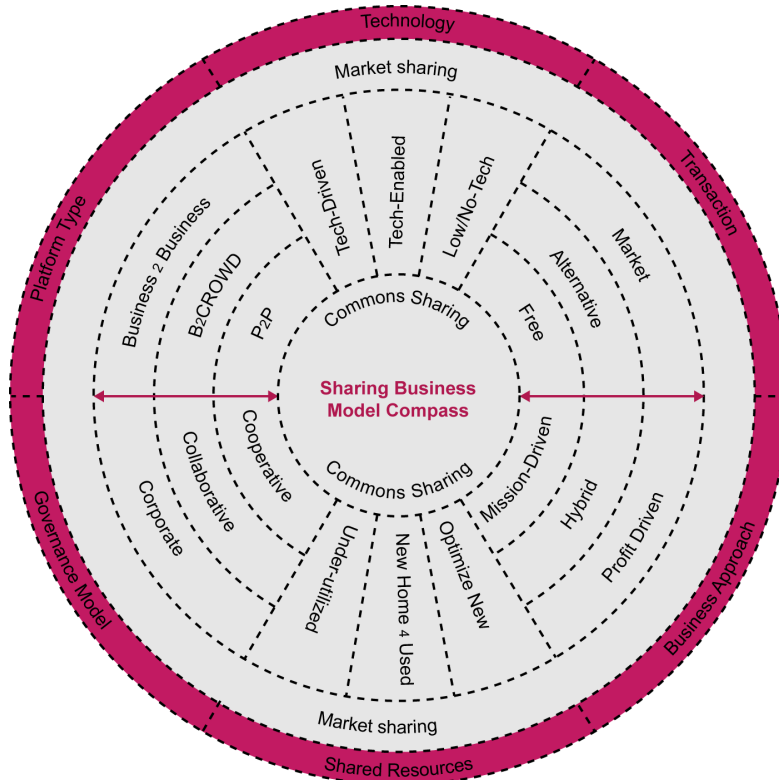 Technology
Market sharing
Tech-Driven
Tech-Enabled
Low/No-Tech
Platform Type
Business 2 Business
B2CROWD
P2P
Transaction
Market
Alternative
Free
Commons Sharing
Sharing Business
Model Compass
Commons Sharing
Governance Model
Corporate
Collaborative
Cooperative
Mission-Driven
Hybrid
Profit Driven
Business Approach
Under-utilized
New Home 4 Used
Optimize New
Market sharing
Shared Resources